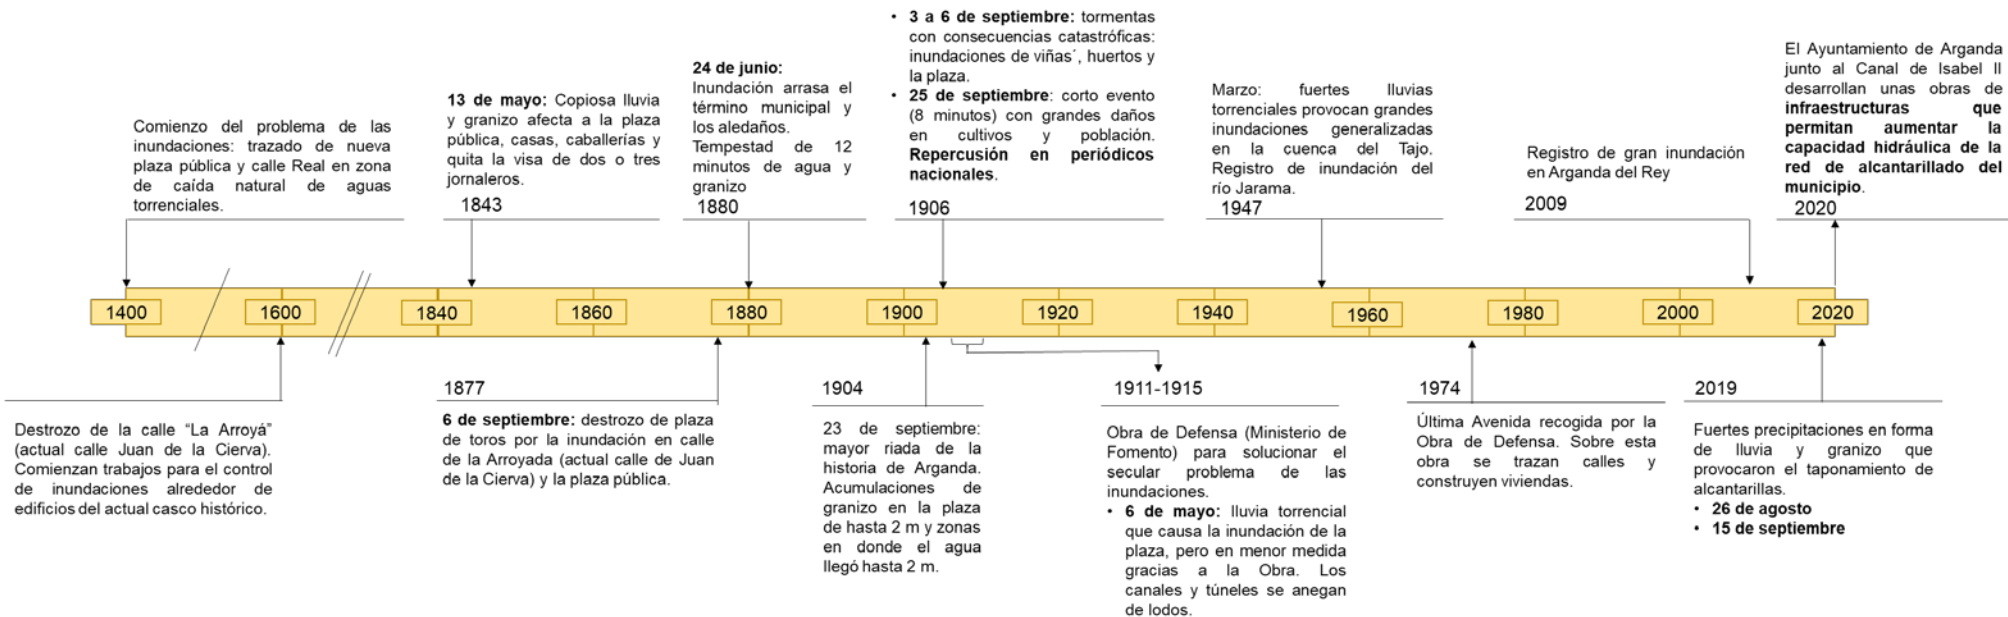 Comienzo del problema de las
inundaciones: trazado de nueva
plaza pública y calle Real en zona
de caída natural de aguas
torrenciales.
13 de mayo: Copiosa lluvia
y granizo afecta a la plaza
pública, casas, caballerías y
quita la visa de dos o tres
jornaleros.
1843
24 de junio:
Inundación arrasa el
término municipal y
los aledaños.
Tempestad de 12
minutos de agua y
granizo
1880
• 3 a 6 de septiembre: tormentas
con consecuencias catastróficas:
inundaciones de viñas´, huertos y
la plaza.
• 25 de septiembre: corto evento
(8 minutos) con grandes daños
en cultivos y población.
Repercusión en periódicos
nacionales.
1906
Marzo: fuertes lluvias
torrenciales provocan grandes
inundaciones generalizadas
en la cuenca del Tajo.
Registro de inundación del
río Jarama.
1947
Registro de gran inundación
en Arganda del Rey
2009
El Ayuntamiento de Arganda
junto al Canal de Isabel II
desarrollan unas obras de
infraestructuras que
permitan aumentar la
capacidad hidráulica de la
red de alcantarillado del
municipio.
2020
1400
1600
1840
1860
1880
1900
1920
1940
1960
1980
2000
2020
Destrozo de la calle “La Arroyá”
(actual calle Juan de la Cierva).
Comienzan trabajos para el control
de inundaciones alrededor de
edificios del actual casco histórico.
1877
6 de septiembre: destrozo de plaza
de toros por la inundación en calle
de la Arroyada (actual calle de Juan
de la Cierva) y la plaza pública.
1904
23 de septiembre:
mayor riada de la
historia de Arganda.
Acumulaciones de
granizo en la plaza
de hasta 2 m y zonas
en donde el agua
llegó hasta 2 m.
1911-1915
Obra de Defensa (Ministerio de
Fomento) para solucionar el
secular problema de las
inundaciones.
• 6 de mayo: lluvia torrencial
que causa la inundación de la
plaza, pero en menor medida
gracias a la Obra. Los
canales y túneles se anegan
de lodos.
1974
Última Avenida recogida por la
Obra de Defensa. Sobre esta
obra se trazan calles y
construyen viviendas.
2019
Fuertes precipitaciones en forma
de lluvia y granizo que
provocaron el taponamiento de
alcantarillas.
• 26 de agosto
• 15 de septiembre